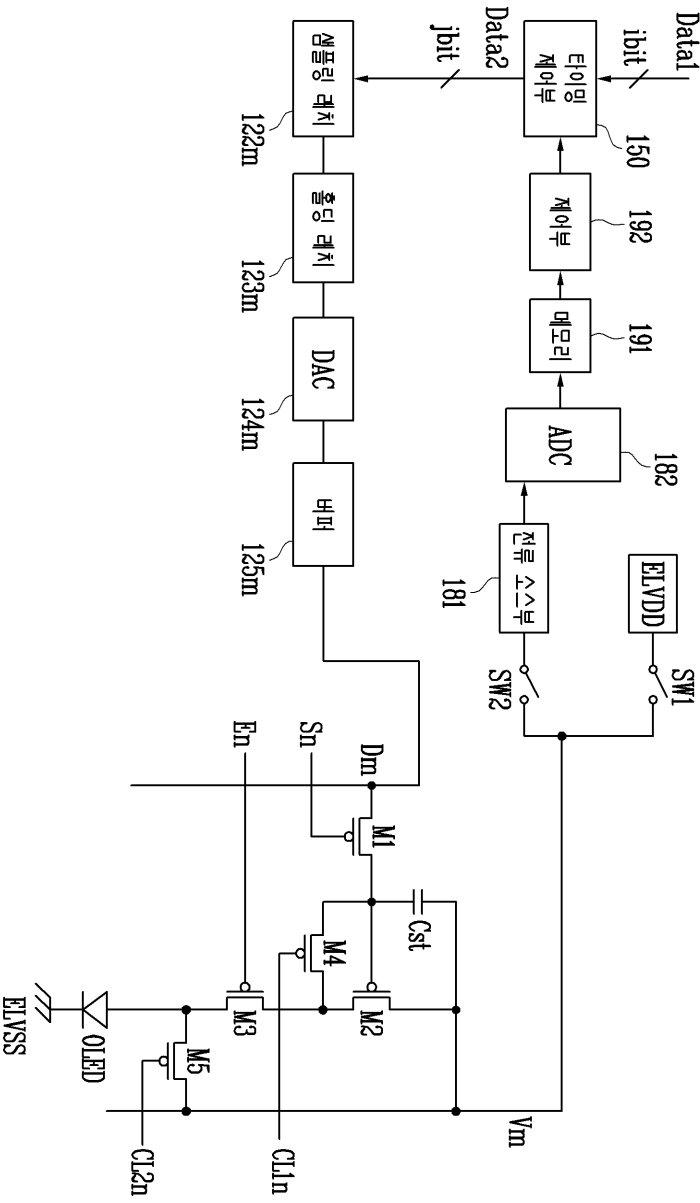 Data1
ibit
타이밍
제어부
150
Data2
jbit
샘플링 래치
122m
홀딩 래치
123m
DAC
124m
버퍼
125m
제어부
192
메모리
191
ADC
182
전류 소스부
181
ELVDD
SW1
SW2
En
Sn
Dm
M1
Cst
M4
M2
M3
M5
OLED
ELVSS
CL2n
CL1n
Vm